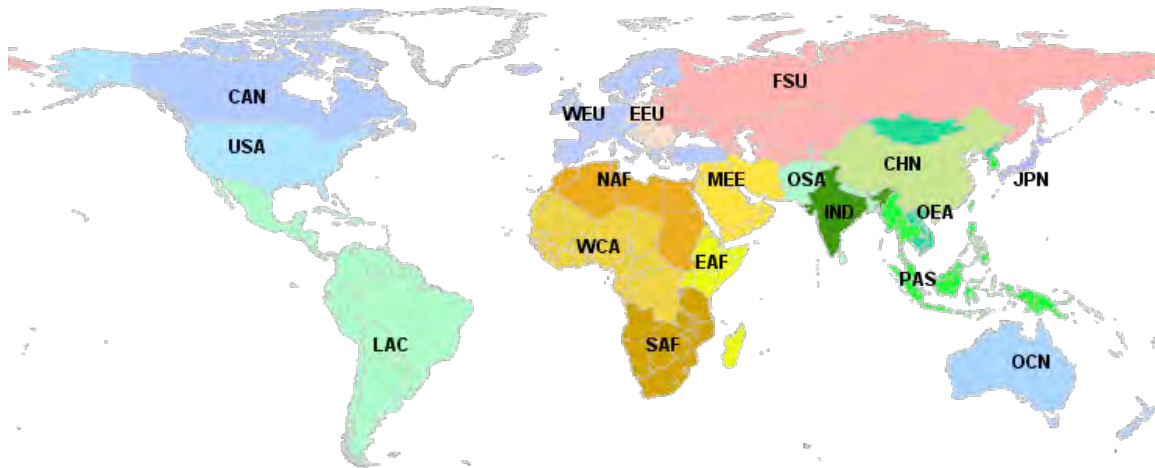 CAN
FSU
WEU
EEU
USA
CHN
NAF
MEE
OSA
JPN
IND
OEA
WCA
EAF
PAS
LAC
SAF
OCN